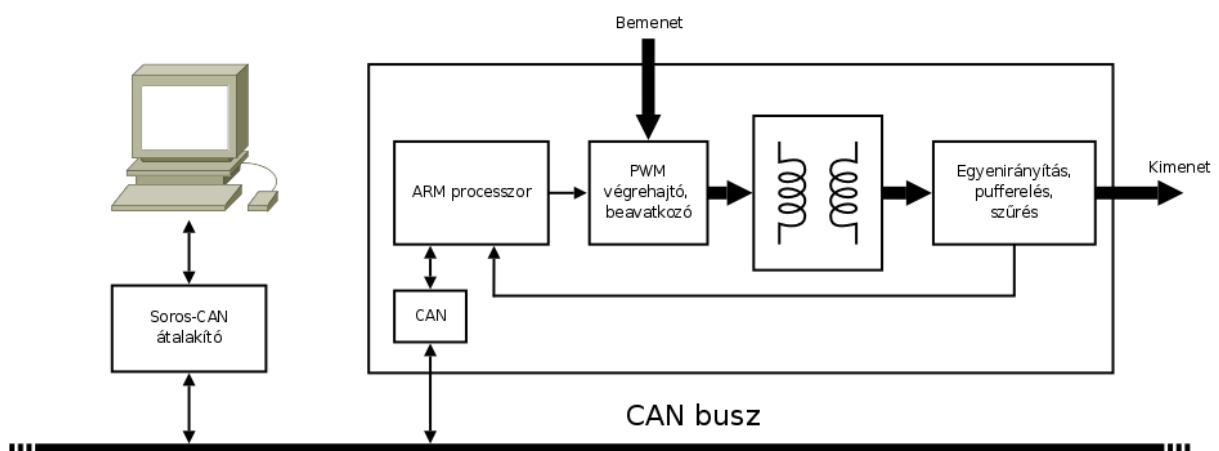 Bemenet
ARM processzor
PWM
végrehajtó,
beavatkozó
Egyenirányítás,
pufferelés,
szűrés
Kimenet
Soros-CAN
átalakító
CAN
CAN busz